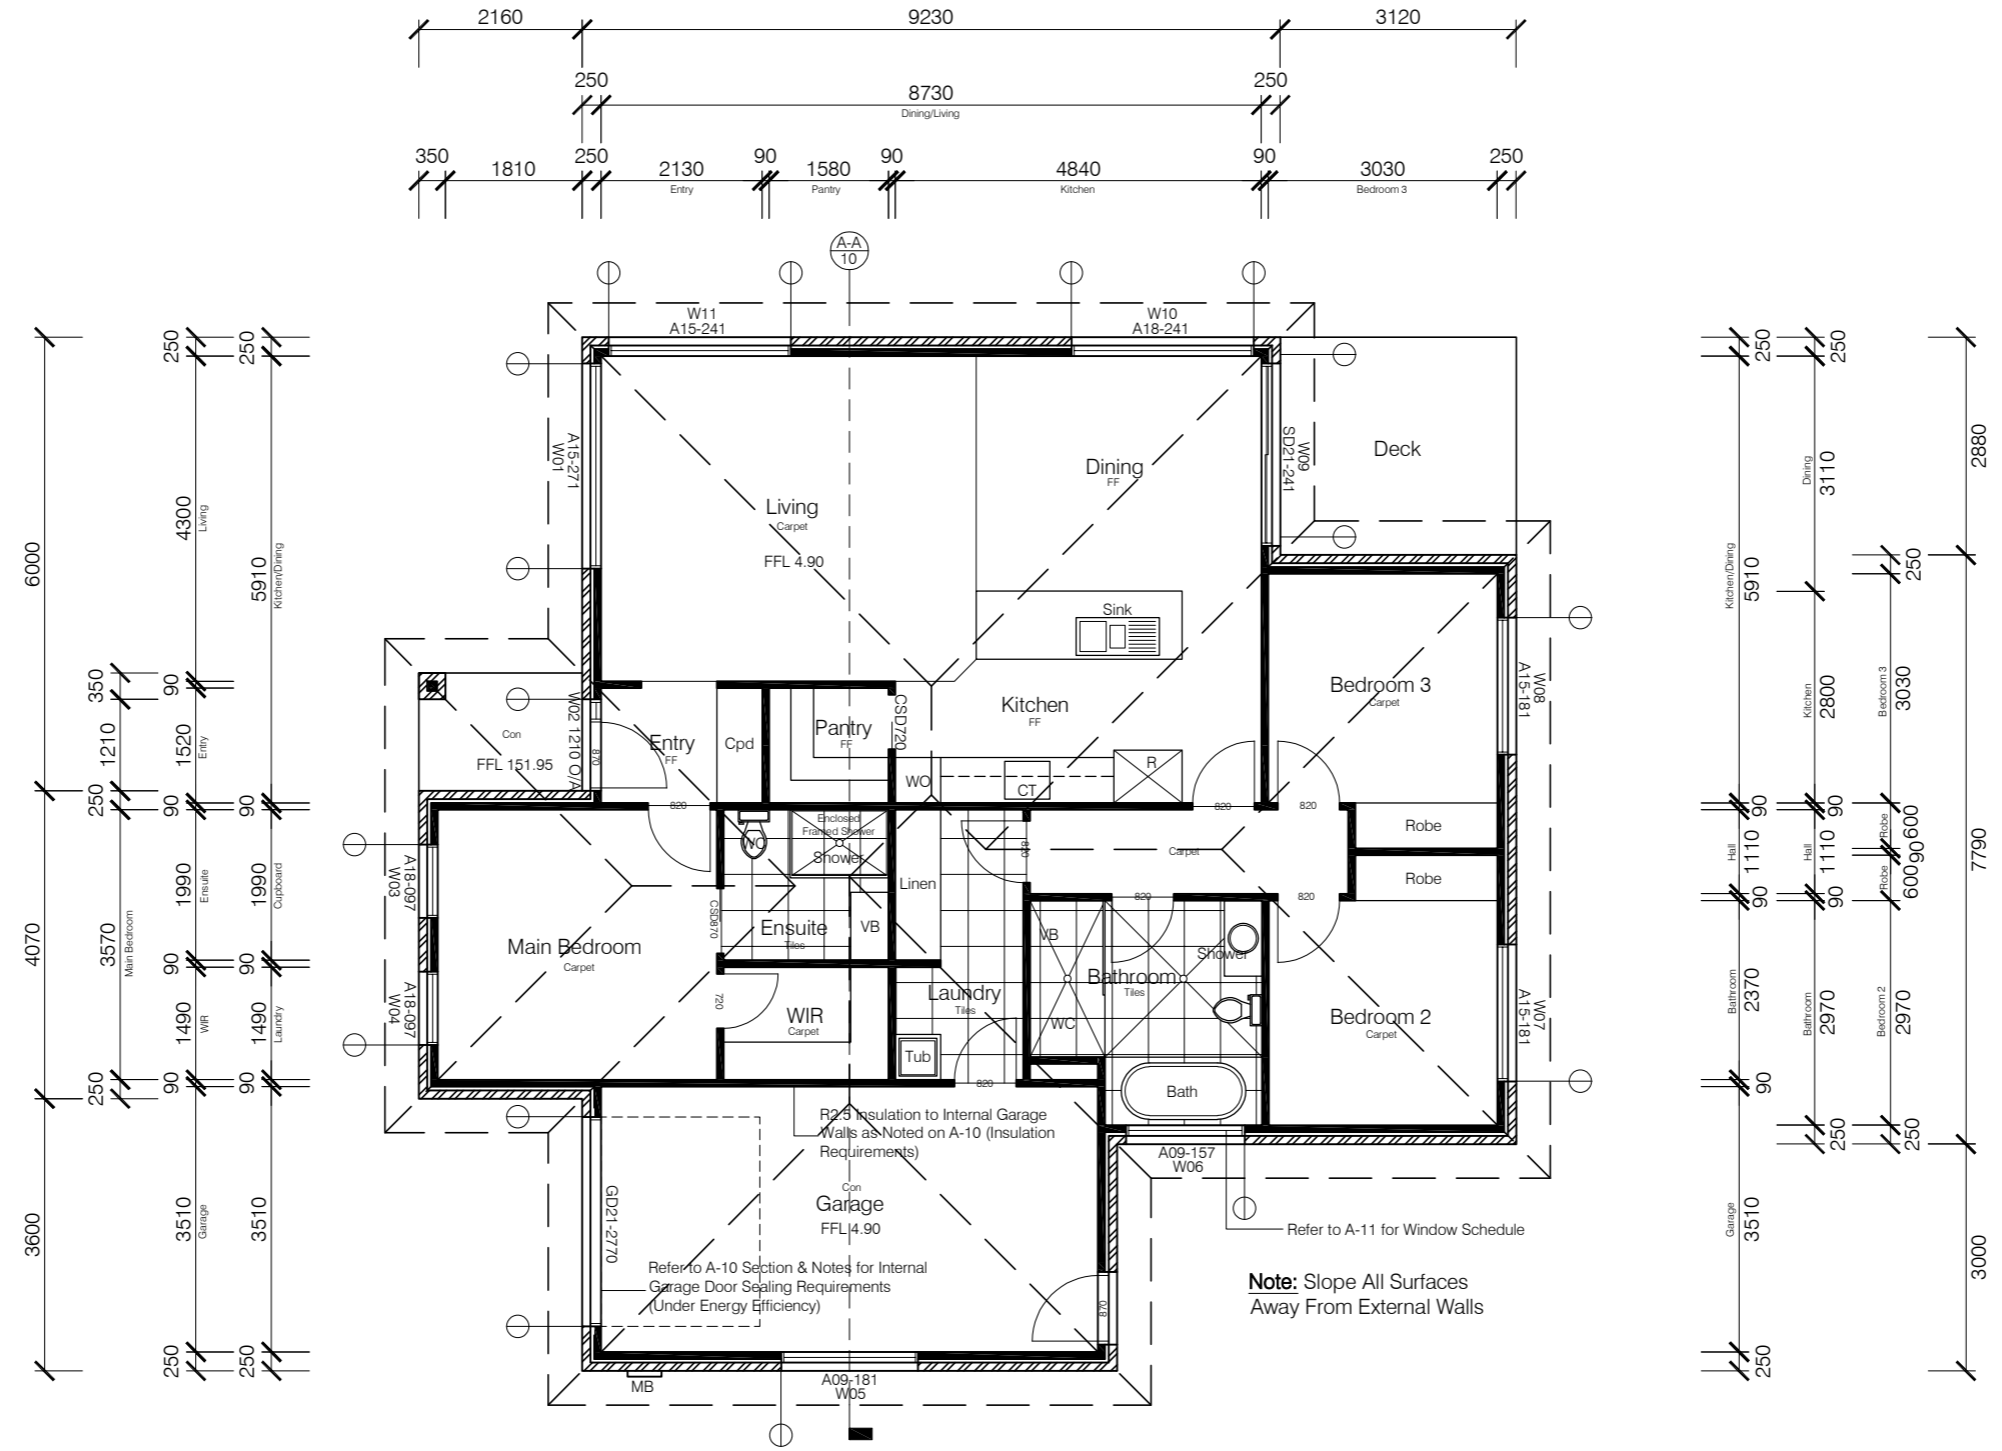 2160
9230
3120
250
8730
Dining/Living
250
350
1810
250
2130
Entry
90
1580
Pantry
90
4840
Kitchen
90
3030
Bedroom 3
250
A-A
10
W11
A15-241
W10
A18-241
6000
4070
3600
350
1210
250
3570
Main Bedroom
250
250
4300
Living
90
1520
Entry
90
1990
Ensuite
90
1490
WIR
90
3510
Garage
250
250
5910
Kitchen/Dining
90
1990
Cupboard
90
1490
Laundry
90
3510
250
A15-271
W01
W02 1210 O/A
A18-097
W03
A18-097
W04
W09
SD21-241
Deck
Dining
FF
Living
Carpet
FFL 4.90
Sink
Kitchen
FF
Bedroom 3
Carpet
W08
A15-181
Con
FFL 151.95
870
Entry
FF
Cpd
Pantry
FF
CSD720
WO
CT
R
820
820
820
Enclosed
Framed Shower
Shower
WC
820
Carpet
Robe
Robe
Linen
CSD870
Ensuite
Tiles
VB
820
820
Main Bedroom
Carpet
VB
Shower
Bathroom
Tiles
WC
Laundry
Tiles
720
WIR
Carpet
Bedroom 2
Carpet
W07
A15-181
Tub
820
Bath
R2.5 Insulation to Internal Garage
Walls as Noted on A-10 (Insulation
Requirements)
A09-157
W06
Con
Garage
FFL 4.90
GD21-2770
Refer to A-10 Section & Notes for Internal
Garage Door Sealing Requirements
(Under Energy Efficiency)
870
Refer to A-11 for Window Schedule
Note: Slope All Surfaces
Away From External Walls
MB
A09-181
W05
250
5910
Kitchen/Dining
90
1110
Hall
90
2370
Bathroom
90
3510
Garage
250
250
3110
Dining
2800
Kitchen
90
1110
Hall
90
2970
Bathroom
250
250
3030
Bedroom 3
600
Robe
90
600
Robe
2970
Bedroom 2
250
2880
7790
3000